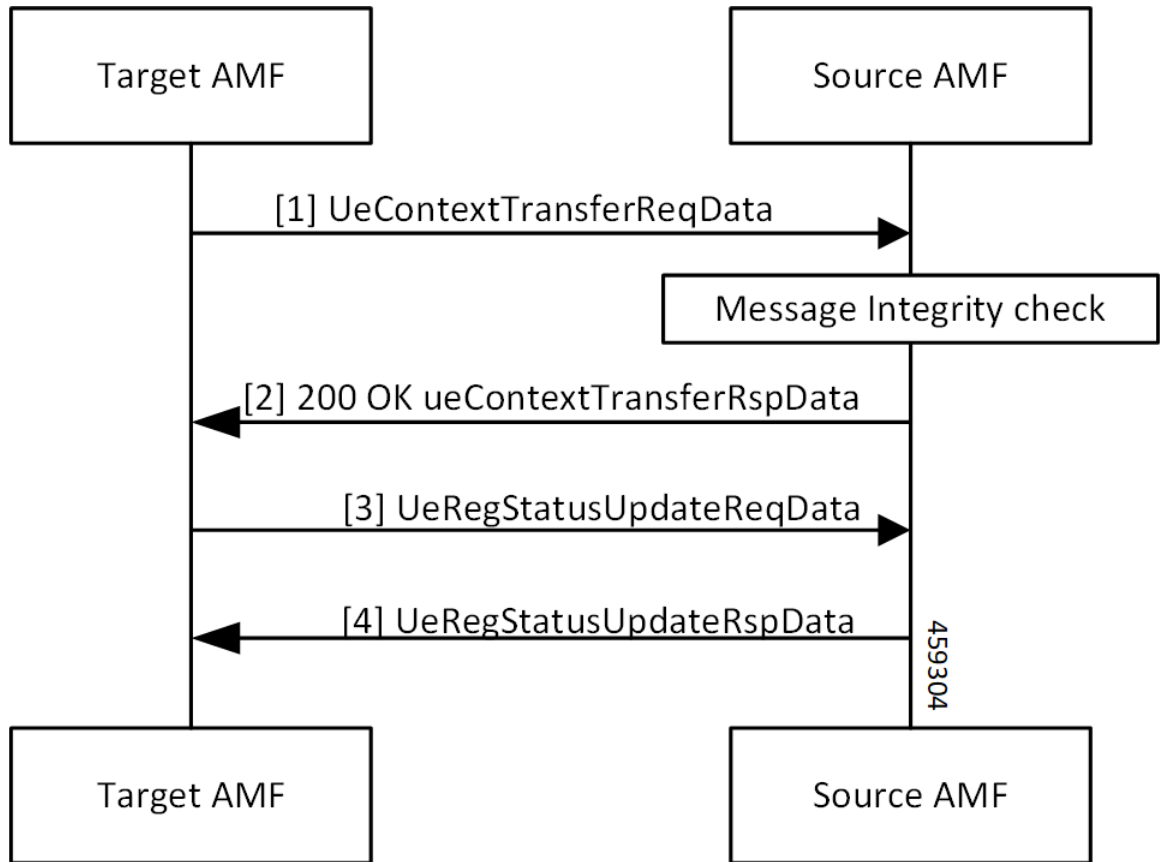 Target AMF
Source AMF
[1] UeContextTransferReqData
Message Integrity check
[2] 200 OK ueContextTransferRspData
[3] UeRegStatusUpdateReqData
[4] UeRegStatusUpdateRspData
459304
Target AMF
Source AMF